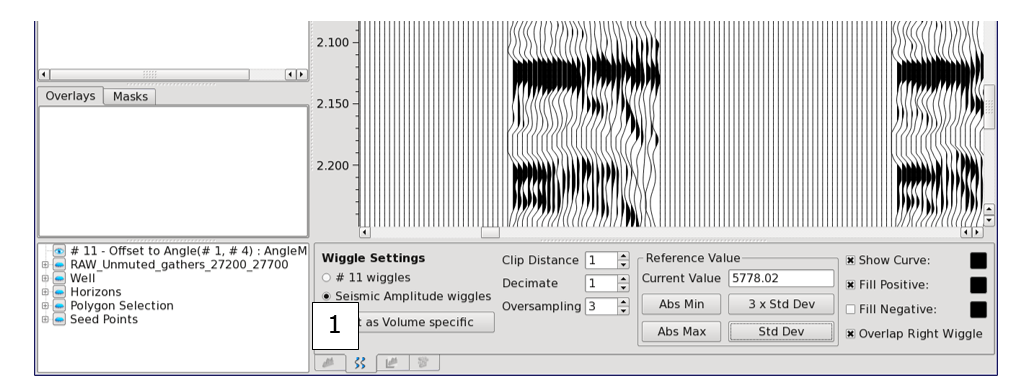 2.100
2.150
2.200
Overlays Masks
# 11 - Offset to Angle(# 1, # 4) : AngleM
RAW_Unmuted_gathers_27200_27700
Well
Horizons
Polygon Selection
Seed Points
Wiggle Settings
# 11 wiggles
Seismic Amplitude wiggles
1
as Volume specific
Clip Distance 1
Decimate 1
Oversampling 3
Reference Value
Current Value 5778.02
Abs Min 3 x Std Dev
Abs Max Std Dev
Show Curve:
Fill Positive:
Fill Negative:
Overlap Right Wiggle